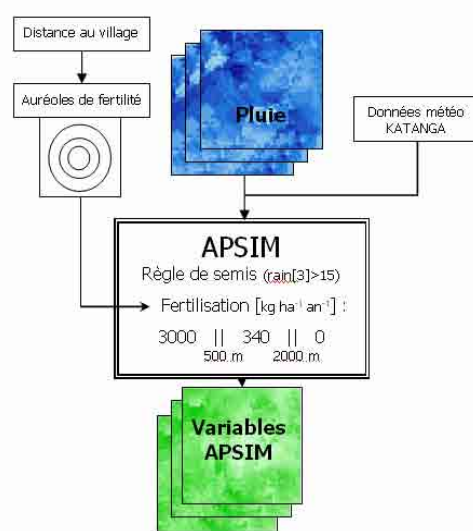 Distance au village
Auréoles de fertilité
Pluie
Données météo
KATANGA
APSIM
Règle de semis (rain[3]>15)
Fertilisation [kg ha⁻¹ an⁻¹] :
3000 || 340 || 0
500 m 2000 m
Variables
APSIM